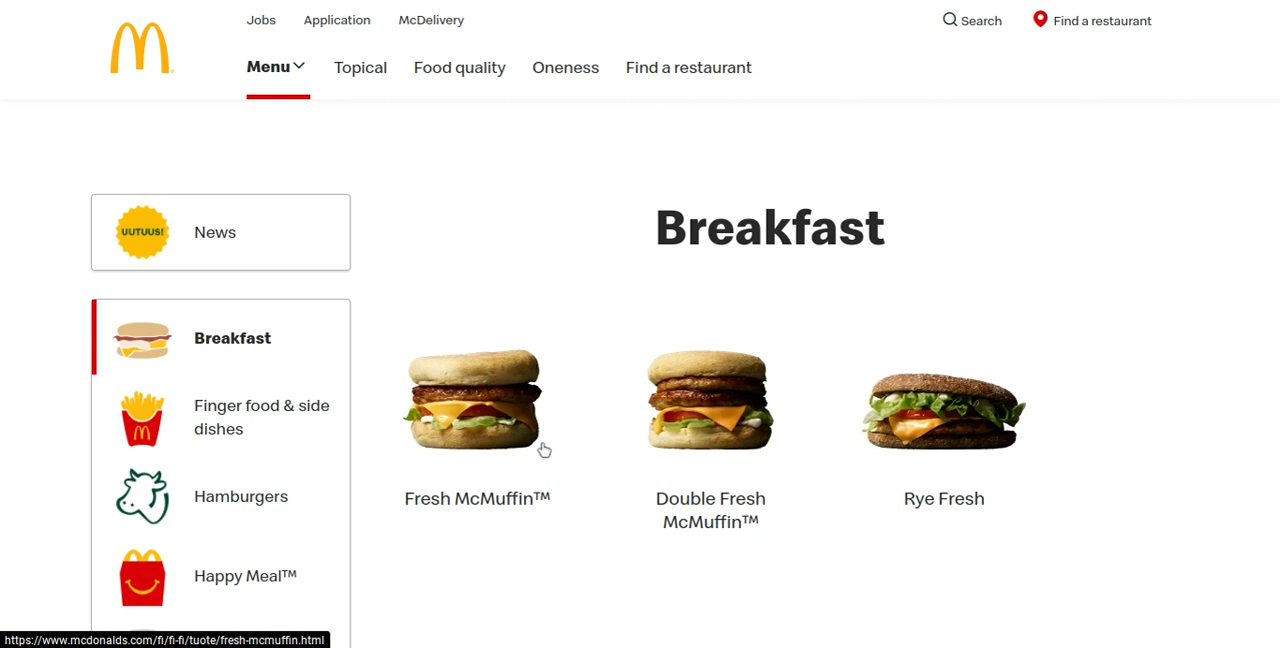 Jobs
Application
McDelivery
Search
Find a restaurant
Menu
Topical
Food quality
Oneness
Find a restaurant
UUTUUS!
News
Breakfast
Breakfast
Finger food & side
dishes
Hamburgers
Happy Meal™
Fresh McMuffin™
Double Fresh
McMuffin™
Rye Fresh
https://www.mcdonalds.com/fi/fi-fi/tuote/fresh-mcmuffin.html